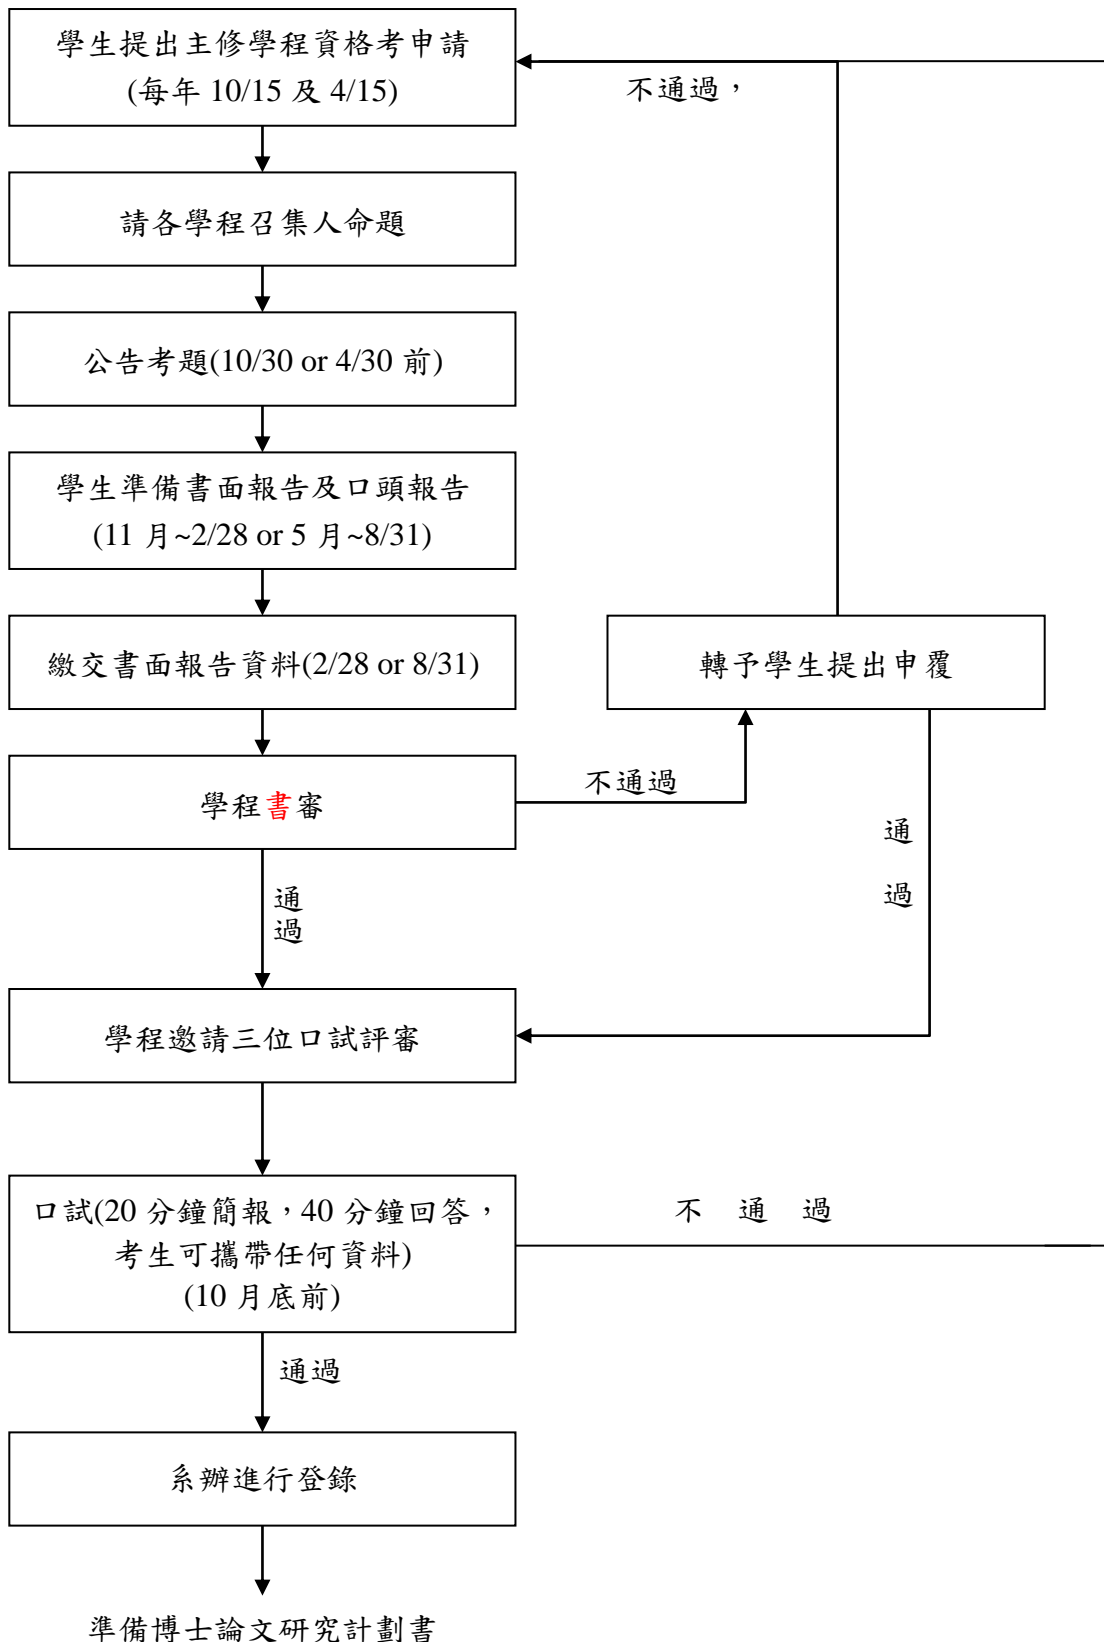 學生提出主修學程資格考申請
(每年 10/15 及 4/15)
不通過，
請各學程召集人命題
公告考題(10/30 or 4/30 前)
學生準備書面報告及口頭報告
(11 月~2/28 or 5 月~8/31)
繳交書面報告資料(2/28 or 8/31)
轉予學生提出申覆
不通過
學程書審
通
過
通
過
學程邀請三位口試評審
口試(20 分鐘簡報，40 分鐘回答，
考生可攜帶任何資料)
(10 月底前)
不 通 過
通過
系辦進行登錄
準備博士論文研究計劃書